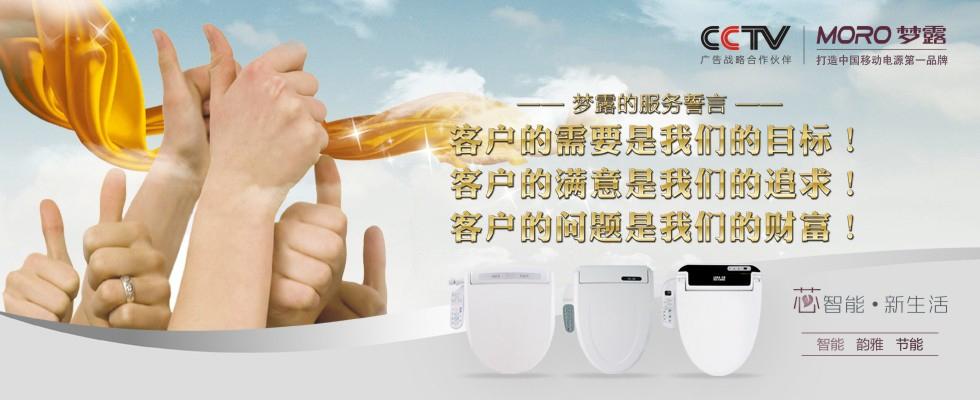 CCTV
广告战略合作伙伴
MORO 梦露
打造中国移动电源第一品牌
—— 梦露的服务誓言 ——
客户的需要是我们的目标！
客户的满意是我们的追求！
客户的问题是我们的财富！
芯智能·新生活
智能 韵雅 节能